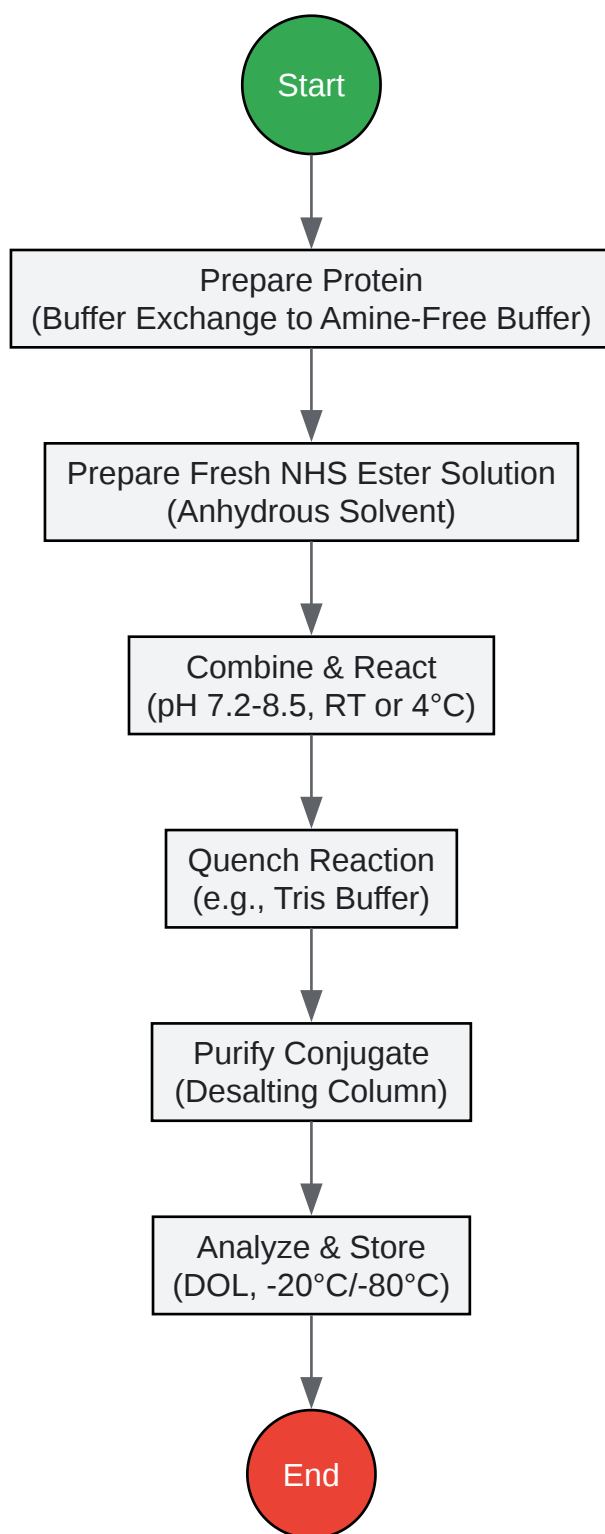 Start
Prepare Protein
(Buffer Exchange to Amine-Free Buffer)
Prepare Fresh NHS Ester Solution
(Anhydrous Solvent)
Combine & React
(pH 7.2-8.5, RT or 4°C)
Quench Reaction
(e.g., Tris Buffer)
Purify Conjugate
(Desalting Column)
Analyze & Store
(DOL, -20°C/-80°C)
End